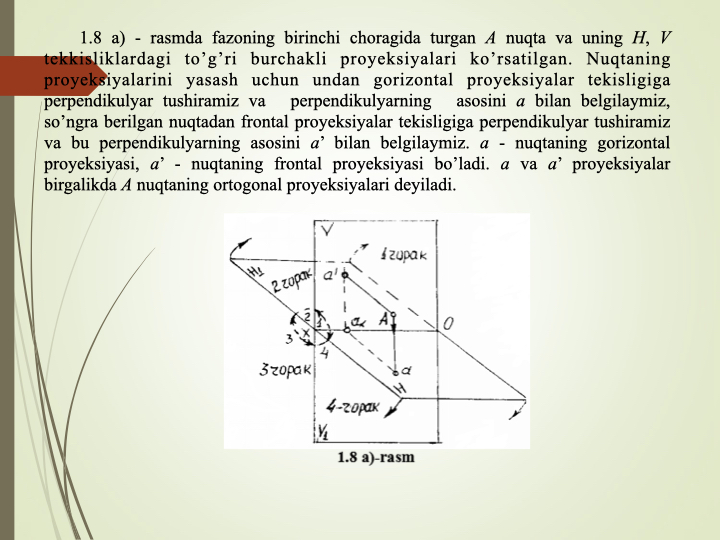 1.8 a) - rasmda fazoning birinchi choragida turgan A nuqta va uning H, V
tekkisliklardagi to’g’ri burchakli proyeksiyalari ko’rsatilgan. Nuqtaning
proyeksiyalarini yasash uchun undan gorizontal proyeksiyalar tekisligiga
perpendikulyar tushiramiz va perpendikulyarning asosini a bilan belgilaymiz,
so’ngra berilgan nuqtadan frontal proyeksiyalar tekisligiga perpendikulyar tushiramiz
va bu perpendikulyarning asosini a’ bilan belgilaymiz. a - nuqtaning gorizontal
proyeksiyasi, a’ - nuqtaning frontal proyeksiyasi bo’ladi. a va a’ proyeksiyalar
birgalikda A nuqtaning ortogonal proyeksiyalari deyiladi.
V
1 чорак
H1
2 чорак
a'
2
1
ax
A
O
3
X
4
3 чорак
a
H
4-чорак
V1
1.8 a)-rasm